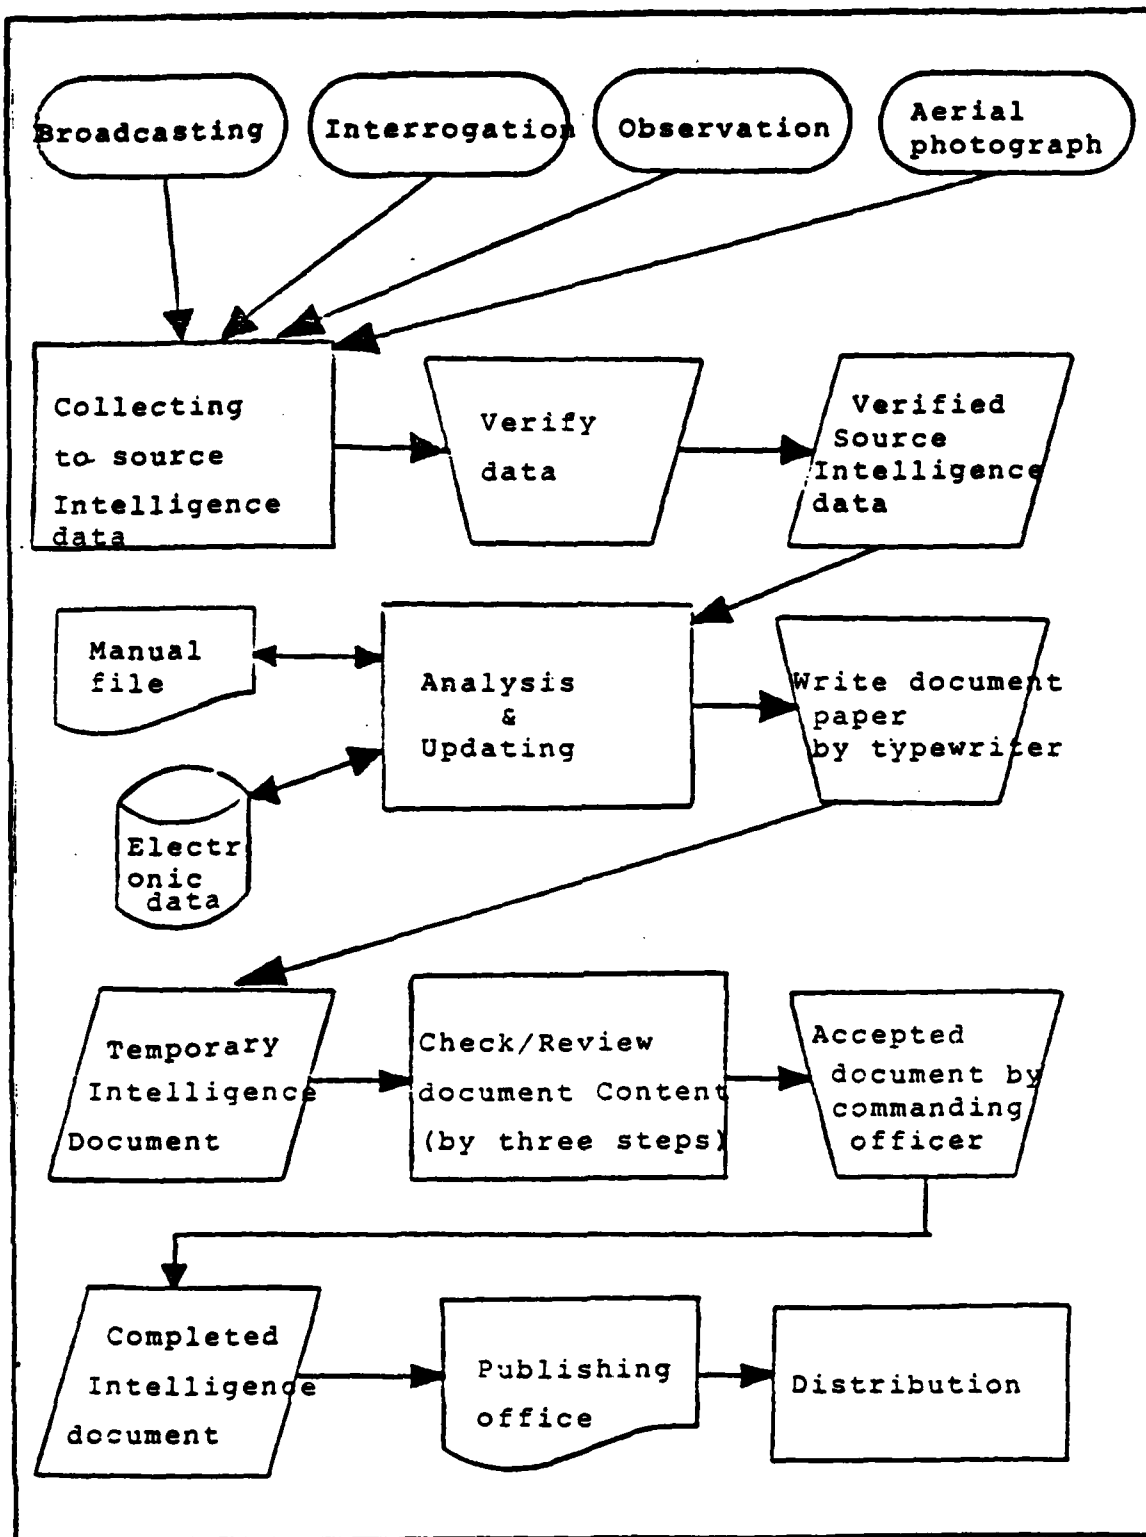 Broadcasting
Interrogation
Observation
Aerial
photograph
Collecting
to source
Intelligence
data
Verify
data
Verified
Source
Intelligence
data
Manual
file
Analysis
&
Updating
Write document
paper
by typewriter
Electr
onic
data
Temporary
Intelligence
Document
Check/Review
document Content
(by three steps)
Accepted
document by
commanding
officer
Completed
Intelligence
document
Publishing
office
Distribution